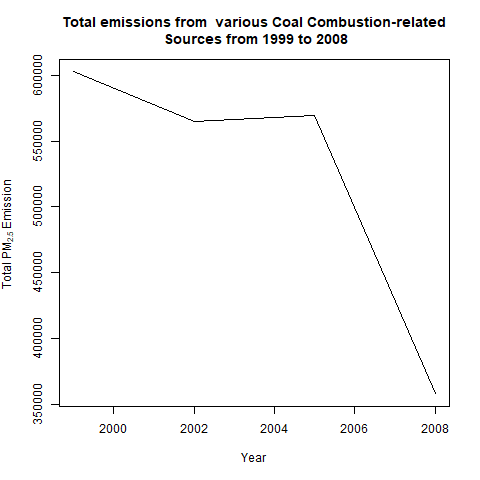 Total emissions from  various Coal Combustion-related
Sources from 1999 to 2008
600000
550000
500000
450000
400000
350000
Total PM2.5 Emission
2000 2002 2004 2006 2008
Year